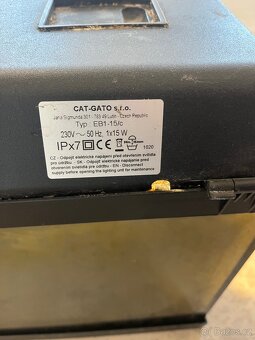 CAT-GATO s.r.o.
Jana Sigmunda 301 - 783 49 Lutín - Czech Republic
Typ: EB1-15/c
230V ~ 50 Hz, 1x15 W
IPx7 CE
1020
CZ - Odpojit elektrické napájení před otevřením svítidla
pro údržbu - SK - Odpojit elektrické napájanie pred
otvorením svietidla pre údržbu - EN - Disconnect
supply before opening the lighting unit for maintenance